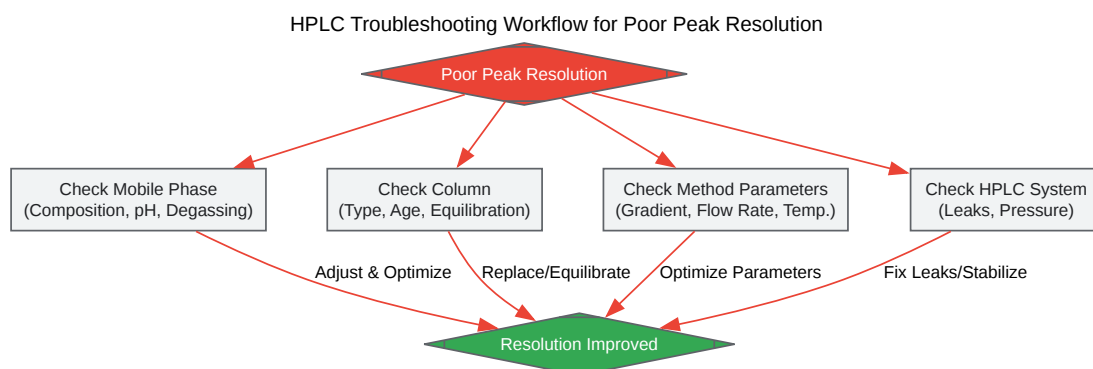 HPLC Troubleshooting Workflow for Poor Peak Resolution
Poor Peak Resolution
Check Mobile Phase
(Composition, pH, Degassing)
Check Column
(Type, Age, Equilibration)
Check Method Parameters
(Gradient, Flow Rate, Temp.)
Check HPLC System
(Leaks, Pressure)
Adjust & Optimize
Replace/Equilibrate
Optimize Parameters
Fix Leaks/Stabilize
Resolution Improved